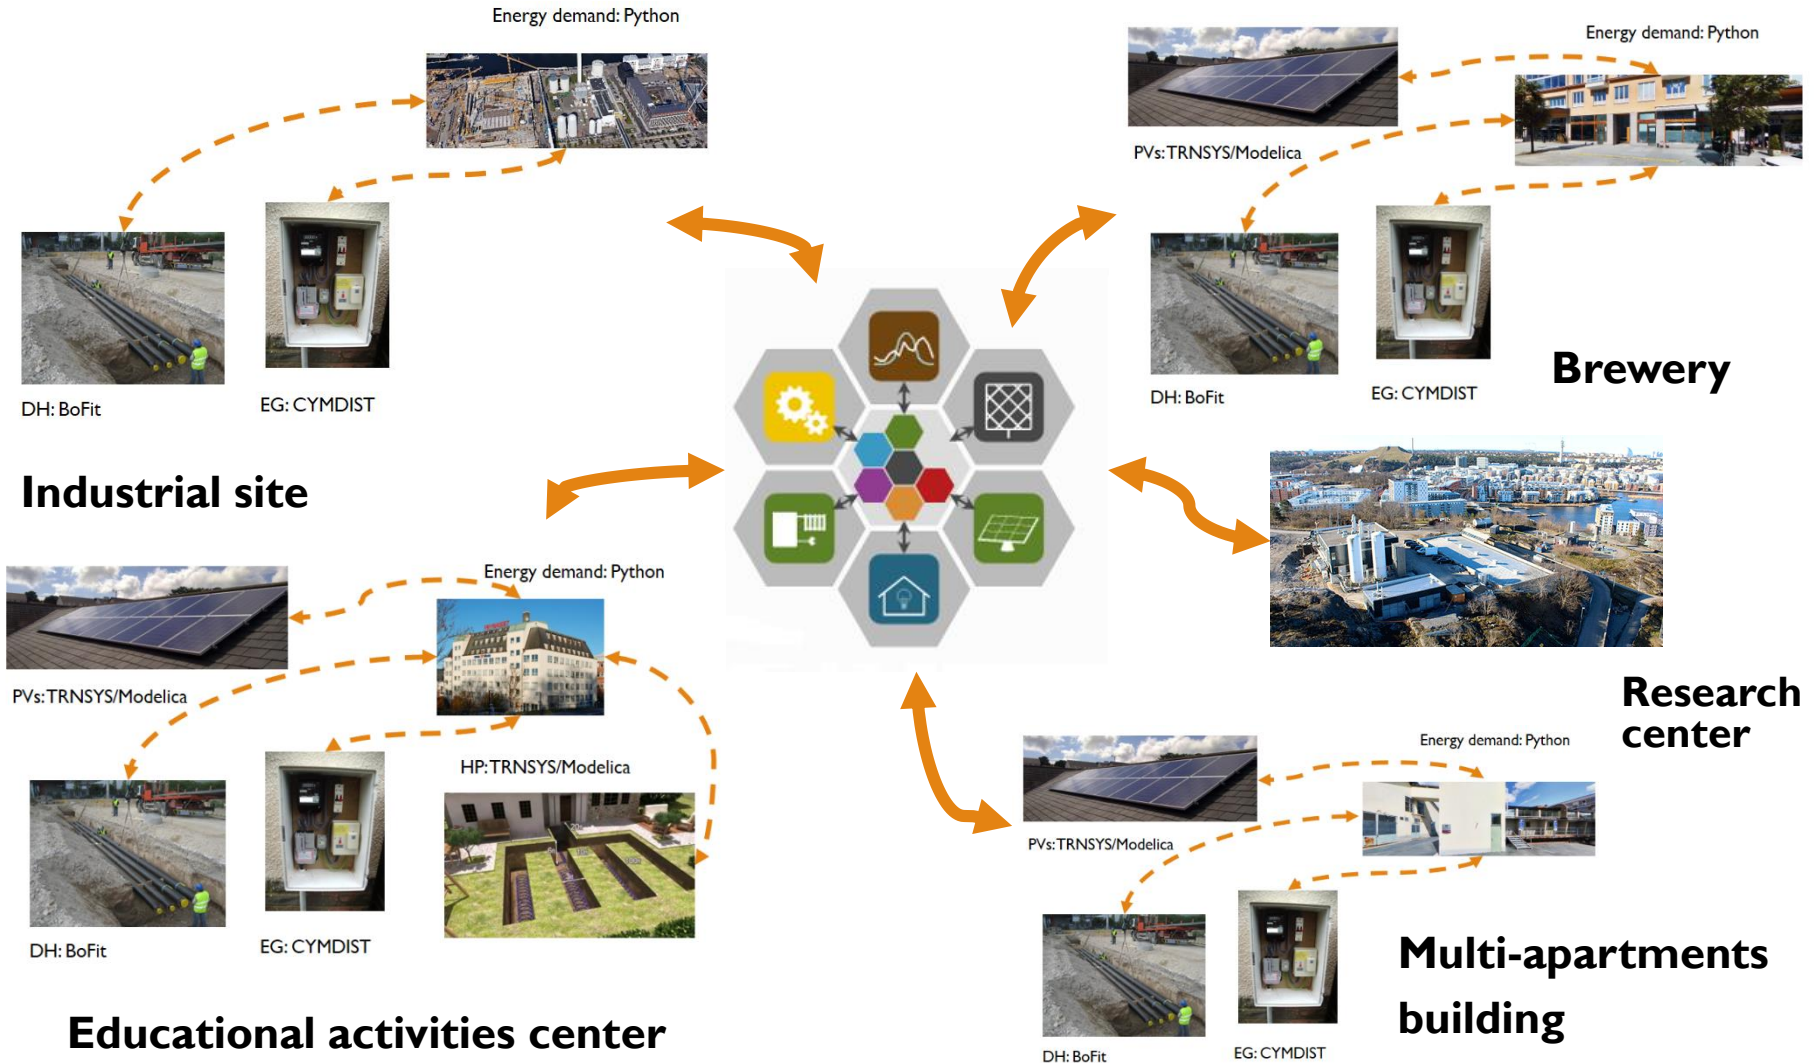 Energy demand: Python
DH: BoFit
EG: CYMDIST
Industrial site
Energy demand: Python
PVs: TRNSYS/Modelica
DH: BoFit
EG: CYMDIST
Brewery
Research
center
Energy demand: Python
PVs: TRNSYS/Modelica
HP: TRNSYS/Modelica
DH: BoFit
EG: CYMDIST
Educational activities center
Energy demand: Python
PVs: TRNSYS/Modelica
DH: BoFit
EG: CYMDIST
Multi-apartments
building